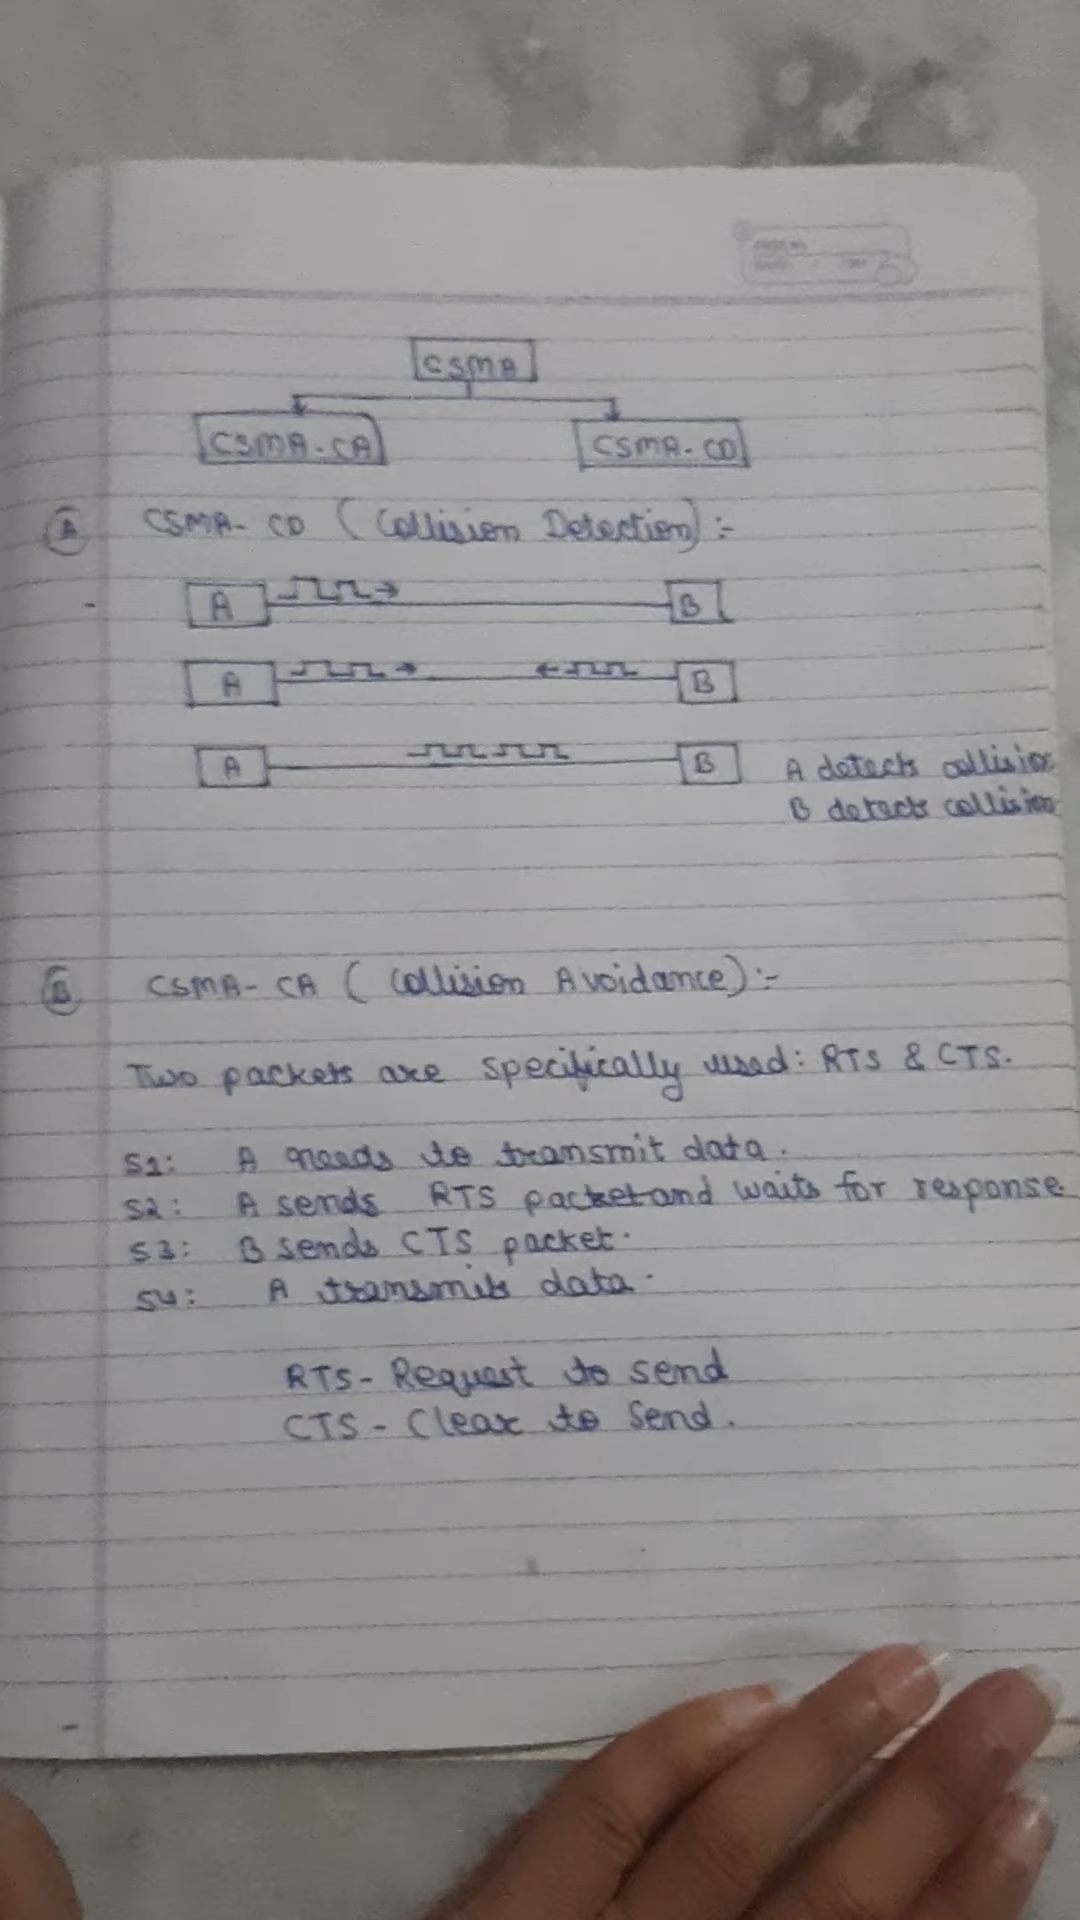 CSMA
CSMA-CA CSMA-CD
A CSMA-CD (Collision Detection):-
A B
A B
A B A detects collision
B detects collision
B CSMA-CA (Collision Avoidance):-
Two packets are specifically used: RTS & CTS.
S1: A needs to transmit data.
S2: A sends RTS packet and waits for response.
S3: B sends CTS packet.
S4: A transmits data.
RTS - Request to send
CTS - Clear to Send.